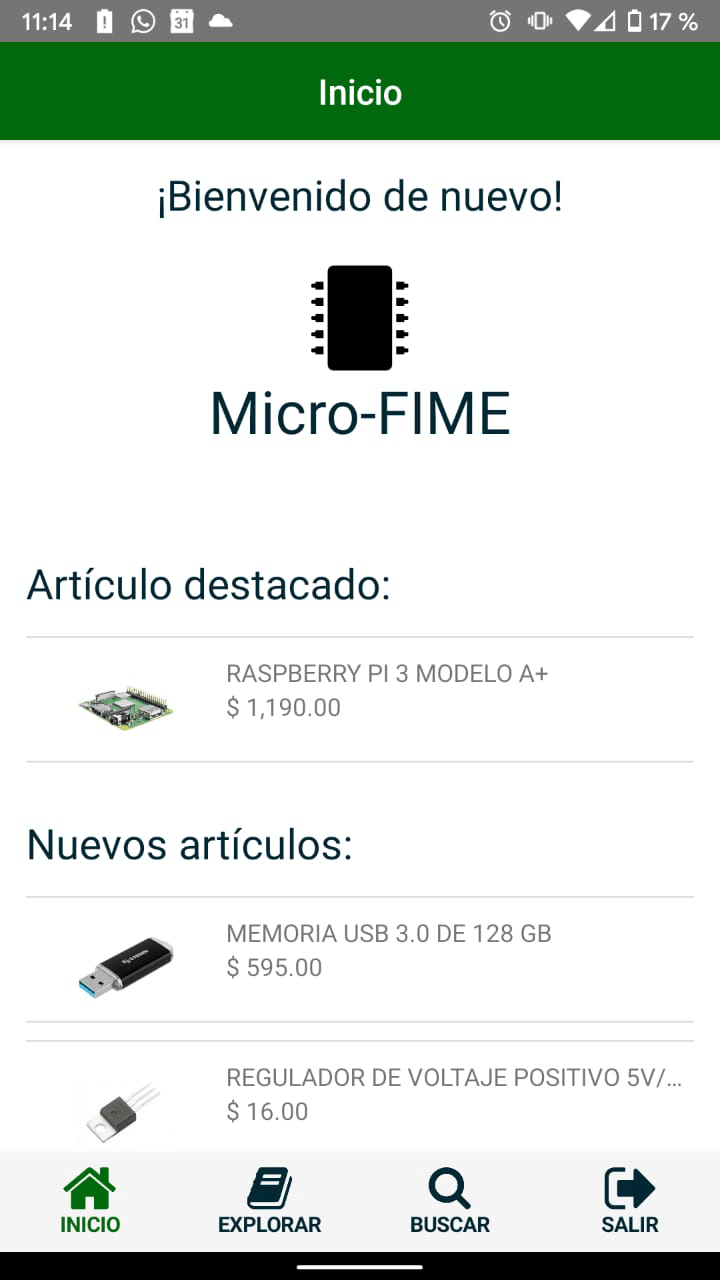 11:14
31
17 %
Inicio
¡Bienvenido de nuevo!
Micro-FIME
Artículo destacado:
RASPBERRY PI 3 MODELO A+
$ 1,190.00
Nuevos artículos:
MEMORIA USB 3.0 DE 128 GB
$ 595.00
REGULADOR DE VOLTAJE POSITIVO 5V/...
$ 16.00
INICIO
EXPLORAR
BUSCAR
SALIR